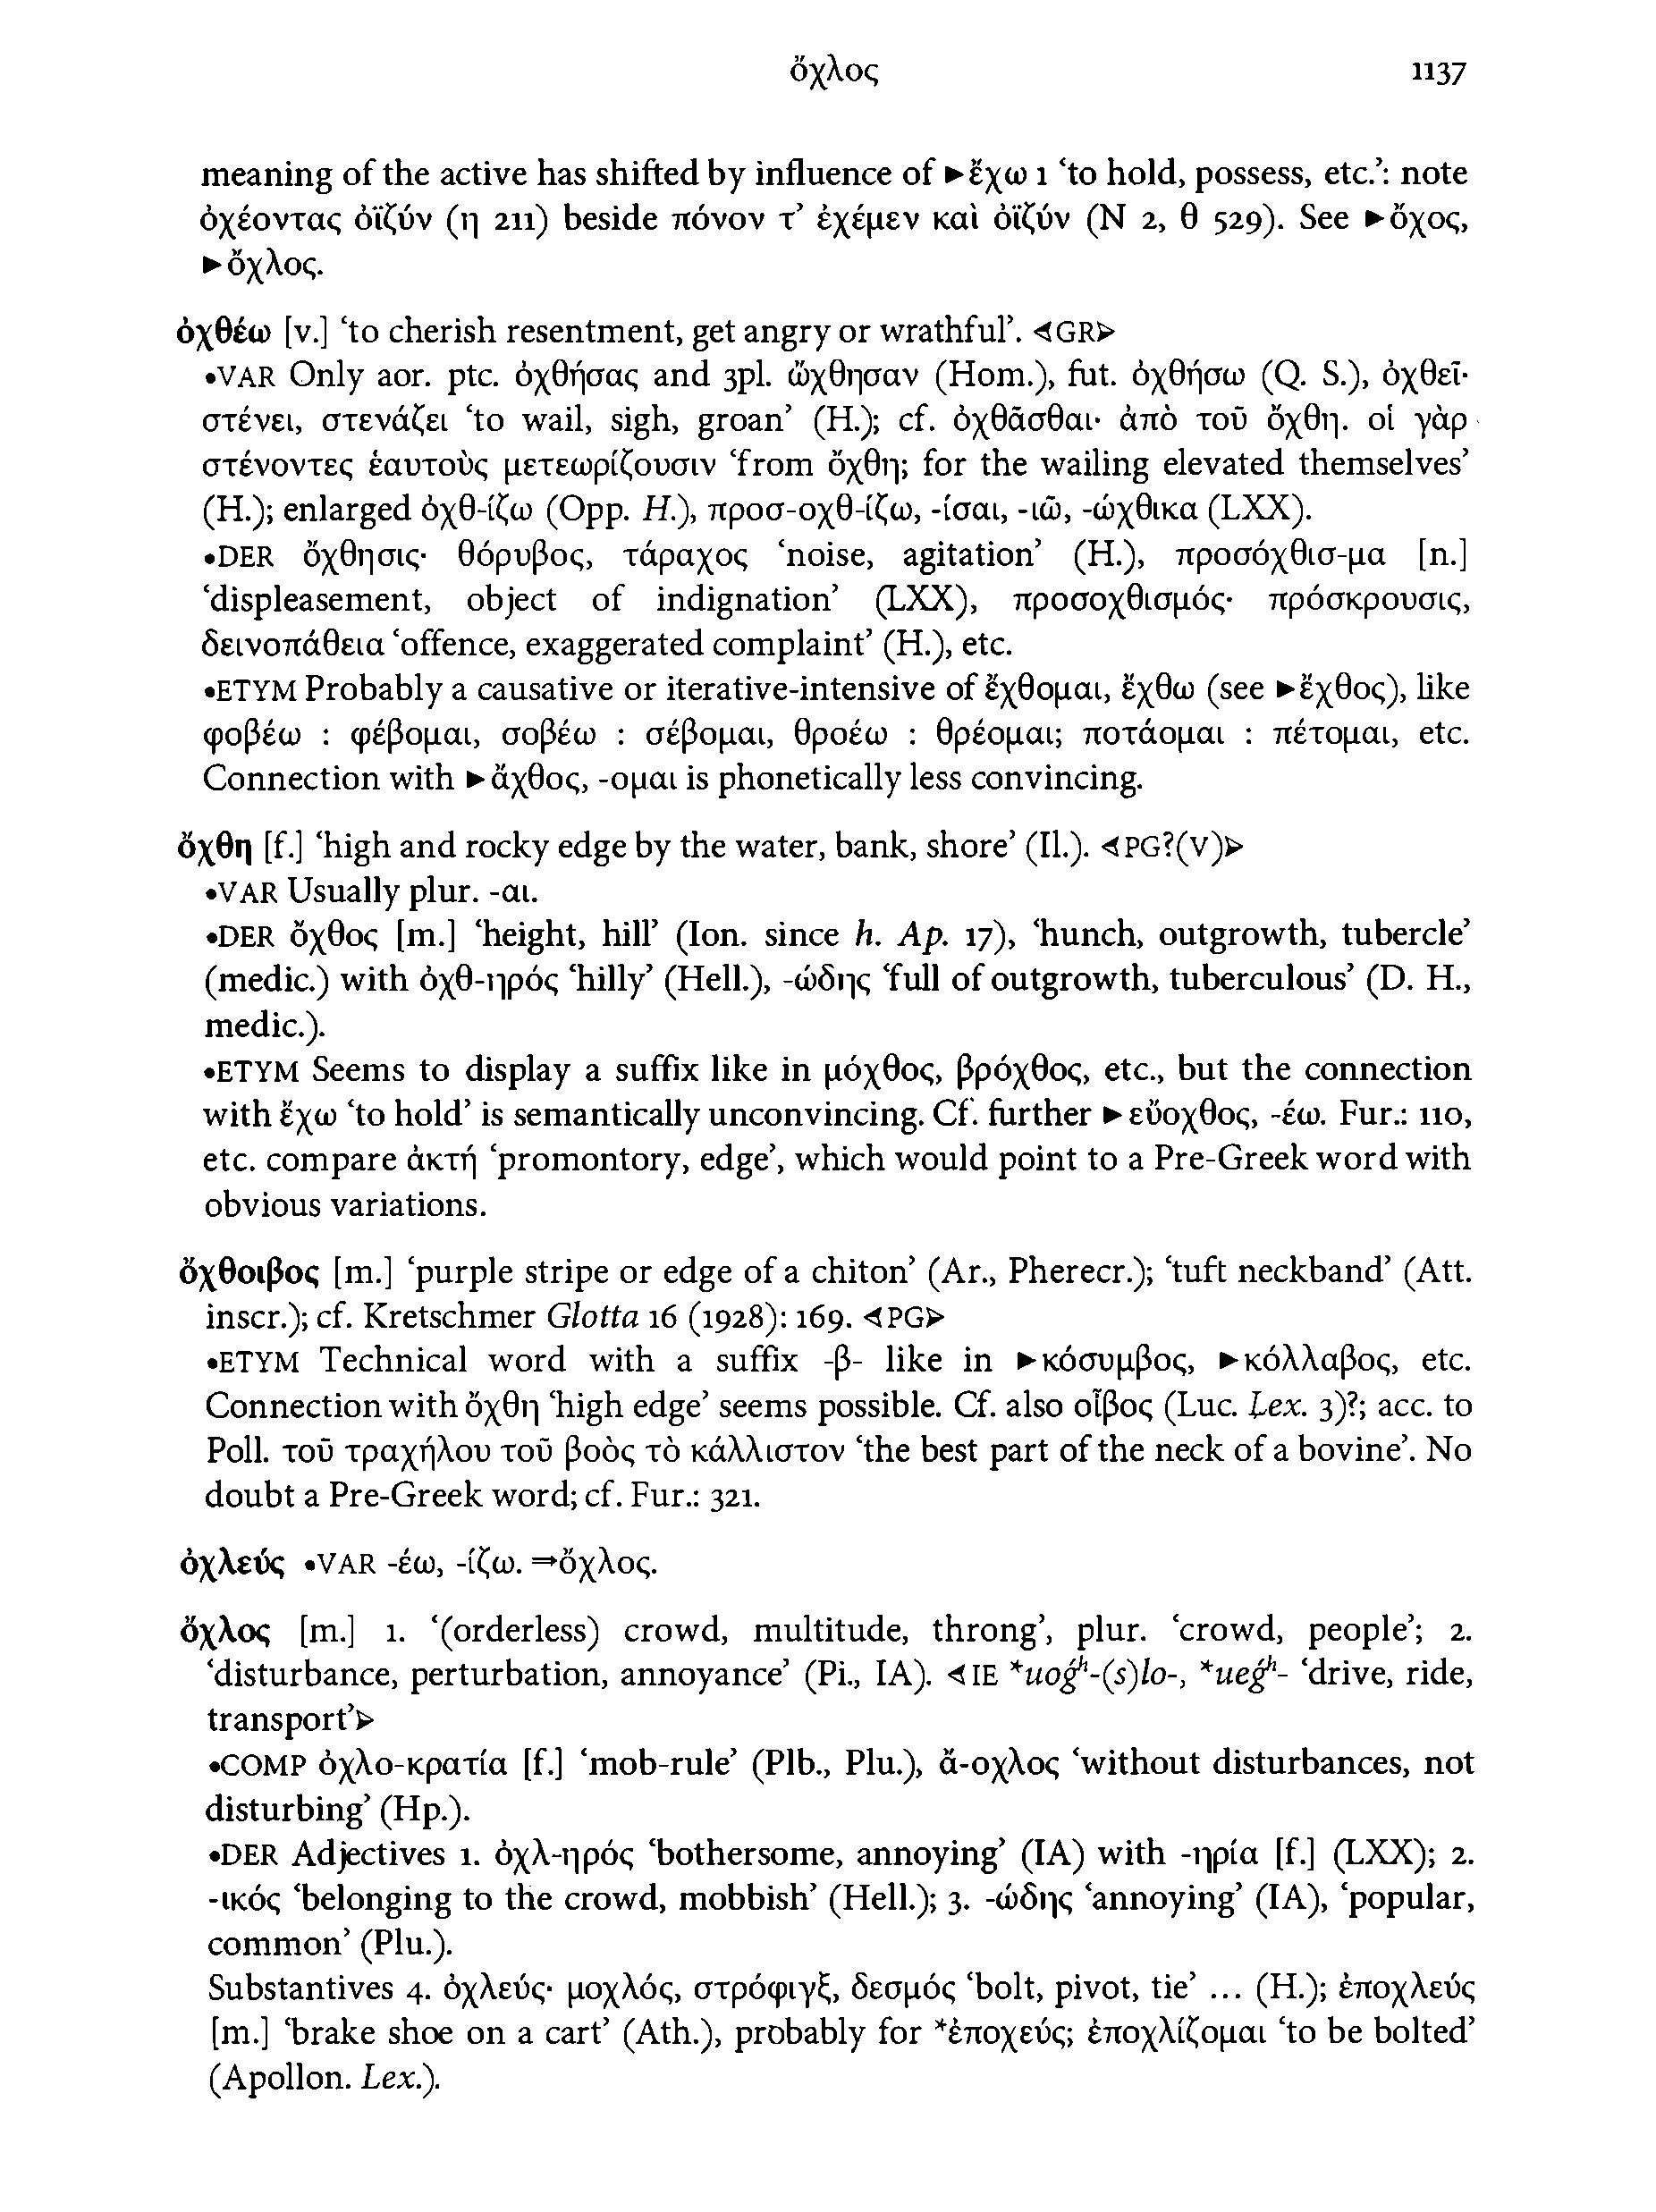 ὄχλος 1137
meaning of the active has shifted by influence of ►ἔχω 1 ‘to hold, possess, etc.’: note
ὀχέοντας ὀϊζύν (η 211) beside πόνον τ’ ἐχέμεν καὶ ὀϊζύν (Ν 2, θ 529). See ►ὄχος,
►ὄχλος.
ὀχθέω [v.] ‘to cherish resentment, get angry or wrathful’. ◄GR►
•VAR Only aor. ptc. ὀχθήσας and 3pl. ὤχθησαν (Hom.), fut. ὀχθήσω (Q. S.), ὀχθεῖ·
στένει, στενάζει ‘to wail, sigh, groan’ (H.); cf. ὀχθᾶσθαι· ἀπὸ τοῦ ὄχθη. οἱ γὰρ
στένοντες ἑαυτοὺς μετεωρίζουσιν ‘from ὄχθη; for the wailing elevated themselves’
(H.); enlarged ὀχθ-ίζω (Opp. H.), προσ-οχθ-ίζω, -ίσαι, -ιῶ, -ώχθικα (LXX).
•DER ὄχθησις· θόρυβος, τάραχος ‘noise, agitation’ (H.), προσόχθισ-μα [n.]
‘displeasement, object of indignation’ (LXX), προσοχθισμός· πρόσκρουσις,
δεινοπάθεια ‘offence, exaggerated complaint’ (H.), etc.
•ETYM Probably a causative or iterative-intensive of ἔχθομαι, ἔχθω (see ►ἔχθος), like
φοβέω : φέβομαι, σοβέω : σέβομαι, θροέω : θρέομαι; ποτάομαι : πέτομαι, etc.
Connection with ►ἄχθος, -ομαι is phonetically less convincing.
ὄχθη [f.] ‘high and rocky edge by the water, bank, shore’ (Il.). ◄PG?(V)►
•VAR Usually plur. -αι.
•DER ὄχθος [m.] ‘height, hill’ (Ion. since h. Ap. 17), ‘hunch, outgrowth, tubercle’
(medic.) with ὀχθ-ηρός ‘hilly’ (Hell.), -ώδης ‘full of outgrowth, tuberculous’ (D. H.,
medic.).
•ETYM Seems to display a suffix like in μόχθος, βρόχθος, etc., but the connection
with ἔχω ‘to hold’ is semantically unconvincing. Cf. further ►εὔοχθος, -έω. Fur.: 110,
etc. compare ἀκτή ‘promontory, edge’, which would point to a Pre-Greek word with
obvious variations.
ὄχθοιβος [m.] ‘purple stripe or edge of a chiton’ (Ar., Pherecr.); ‘tuft neckband’ (Att.
inscr.); cf. Kretschmer Glotta 16 (1928): 169. ◄PG►
•ETYM Technical word with a suffix -β- like in ►κόσυμβος, ►κόλλαβος, etc.
Connection with ὄχθη ‘high edge’ seems possible. Cf. also οἶβος (Luc. Lex. 3)?; acc. to
Poll. τοῦ τραχήλου τοῦ βοὸς τὸ κάλλιστον ‘the best part of the neck of a bovine’. No
doubt a Pre-Greek word; cf. Fur.: 321.
ὀχλεύς •VAR -έω, -ίζω. ⇒ὄχλος.
ὄχλος [m.] 1. ‘(orderless) crowd, multitude, throng’, plur. ‘crowd, people’; 2.
‘disturbance, perturbation, annoyance’ (Pi., IA). ◄IE *uoǵʰ-(s)lo-, *ueǵʰ- ‘drive, ride,
transport’►
•COMP ὀχλο-κρατία [f.] ‘mob-rule’ (Plb., Plu.), ἄ-οχλος ‘without disturbances, not
disturbing’ (Hp.).
•DER Adjectives 1. ὀχλ-ηρός ‘bothersome, annoying’ (IA) with -ηρία [f.] (LXX); 2.
-ικός ‘belonging to the crowd, mobbish’ (Hell.); 3. -ώδης ‘annoying’ (IA), ‘popular,
common’ (Plu.).
Substantives 4. ὀχλεύς· μοχλός, στρόφιγξ, δεσμός ‘bolt, pivot, tie’ ... (H.); ἐποχλεύς
[m.] ‘brake shoe on a cart’ (Ath.), probably for *ἐποχεύς; ἐποχλίζομαι ‘to be bolted’
(Apollon. Lex.).